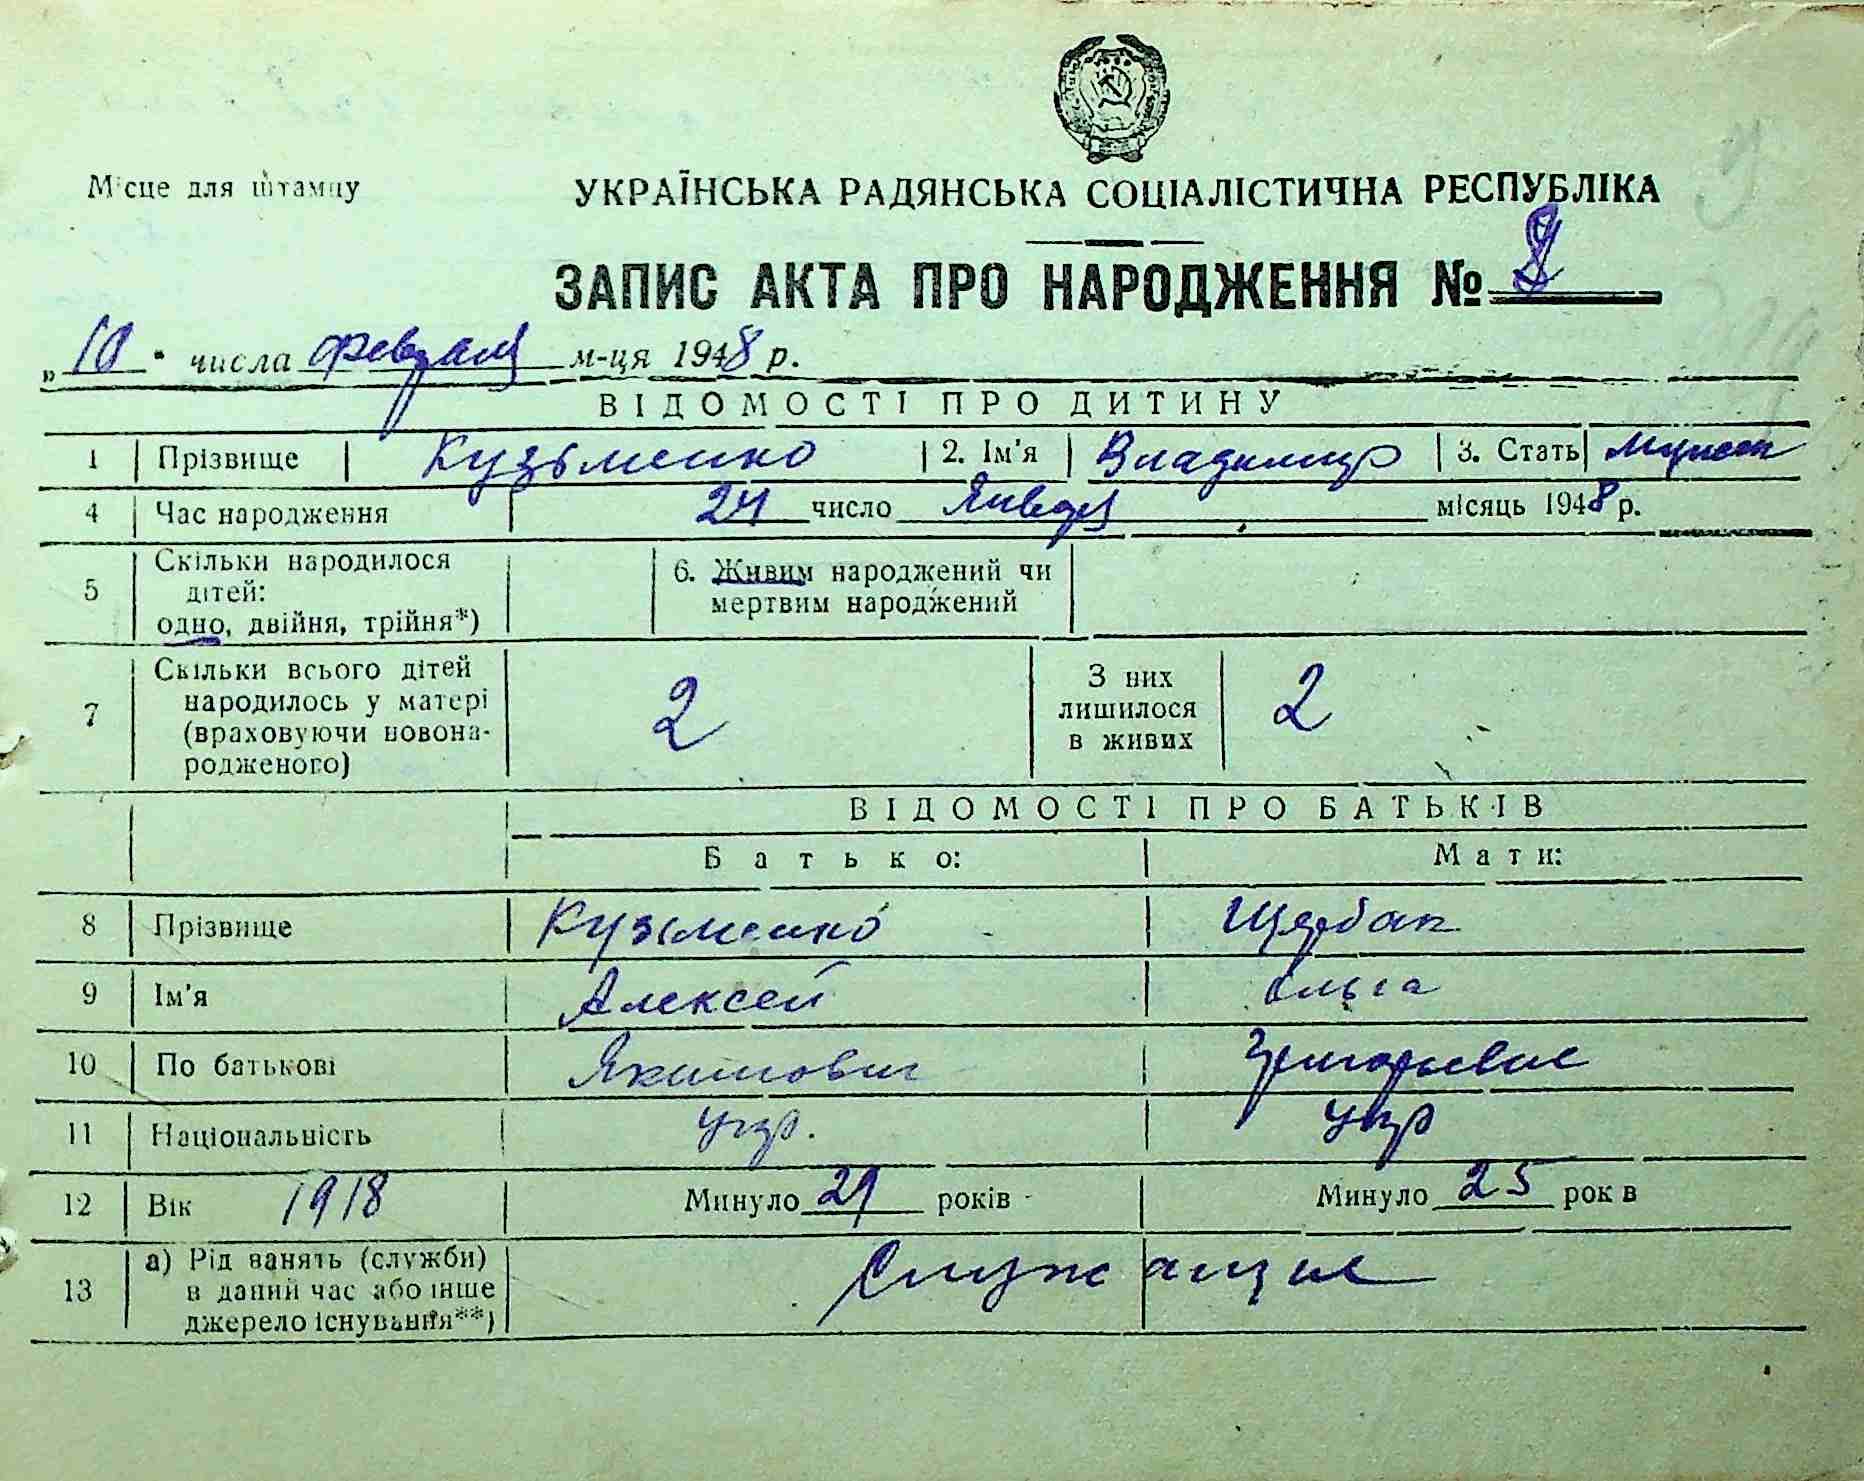 Місце для штампу
УКРАЇНСЬКА РАДЯНСЬКА СОЦІАЛІСТИЧНА РЕСПУБЛІКА
ЗАПИС АКТА ПРО НАРОДЖЕННЯ №
„10" числа февраля м-ця 1948 р.
ВІДОМОСТІ ПРО ДИТИНУ
1 Прізвище Кузьменко 2. Ім'я Владимир 3. Стать мужск
4 Час народження 24 число Января місяць 1948 р.
5 Скільки народилося дітей: одно, двійня, трійня*)
6. Живим народжений чи мертвим народжений
7 Скільки всього дітей народилось у матері (враховуючи новонародженого) 2 З них лишилося в живих 2
ВІДОМОСТІ ПРО БАТЬКІВ
Батько: Мати:
8 Прізвище Кузьменко Щербак
9 Ім'я Алексей Ольга
10 По батькові Якимович Григорьевне
11 Національність укр. укр
12 Вік 1918 Минуло 29 років Минуло 25 рок в
13 а) Рід занять (служби) в даний час або інше джерело існування**) Служащие